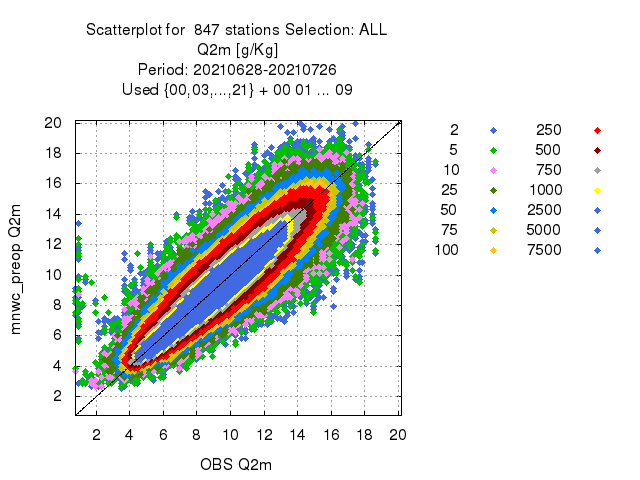 Scatterplot for  847 stations Selection: ALL
Q2m [g/Kg]
Period: 20210628-20210726
Used {00,03,...,21} + 00 01 ... 09
20
18
16
14
12
10
8
6
4
2
mnwc_preop Q2m
2 4 6 8 10 12 14 16 18 20
OBS Q2m
2 250
5 500
10 750
25 1000
50 2500
75 5000
100 7500